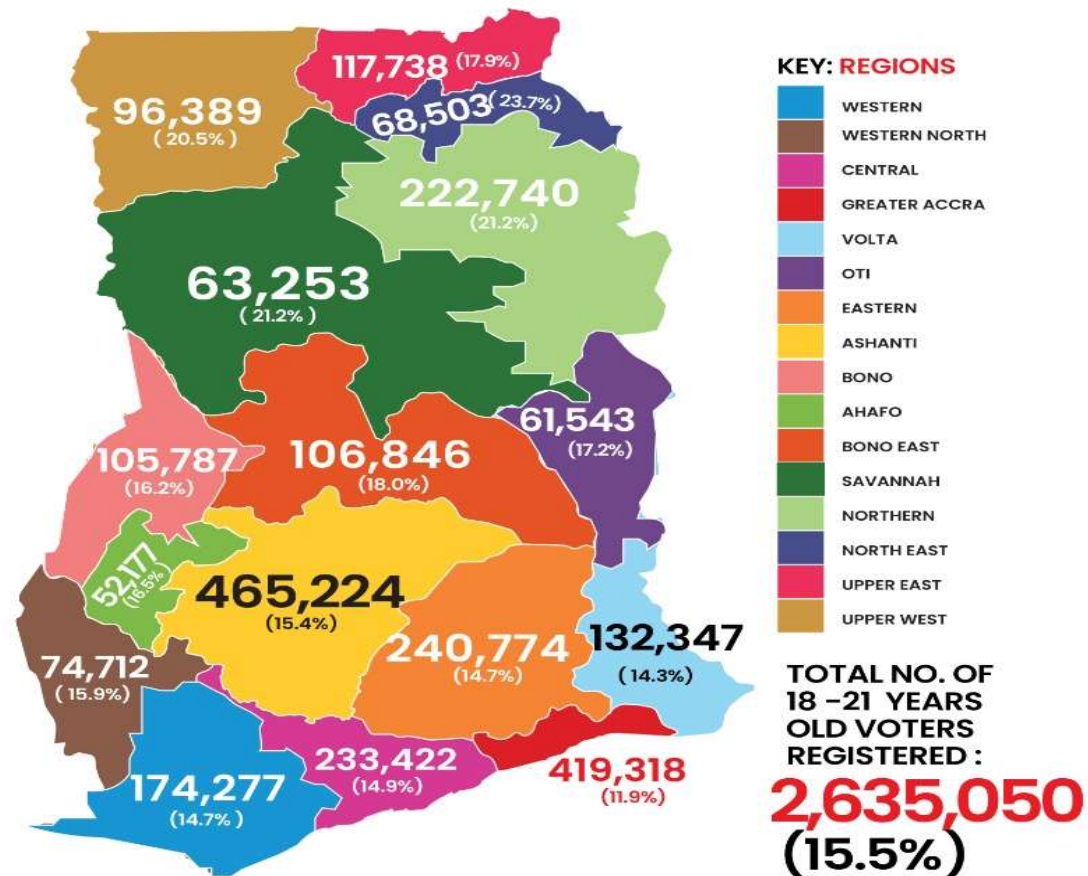 117,738 (17.9%)
96,389
( 20.5%)
68,503 ( 23.7%)
222,740
(21.2%)
63,253
( 21.2%)
61,543
(17.2%)
105,787
(16.2%)
106,846
(18.0%)
52,177
(16.5%)
465,224
(15.4%)
240,774
(14.7%)
132,347
( 14.3%)
74,712
( 15.9%)
174,277
(14.7% )
233,422
(14.9%)
419,318
(11.9%)
KEY: REGIONS
WESTERN
WESTERN NORTH
CENTRAL
GREATER ACCRA
VOLTA
OTI
EASTERN
ASHANTI
BONO
AHAFO
BONO EAST
SAVANNAH
NORTHERN
NORTH EAST
UPPER EAST
UPPER WEST
TOTAL NO. OF
18 –21 YEARS
OLD VOTERS
REGISTERED :
2,635,050
(15.5%)